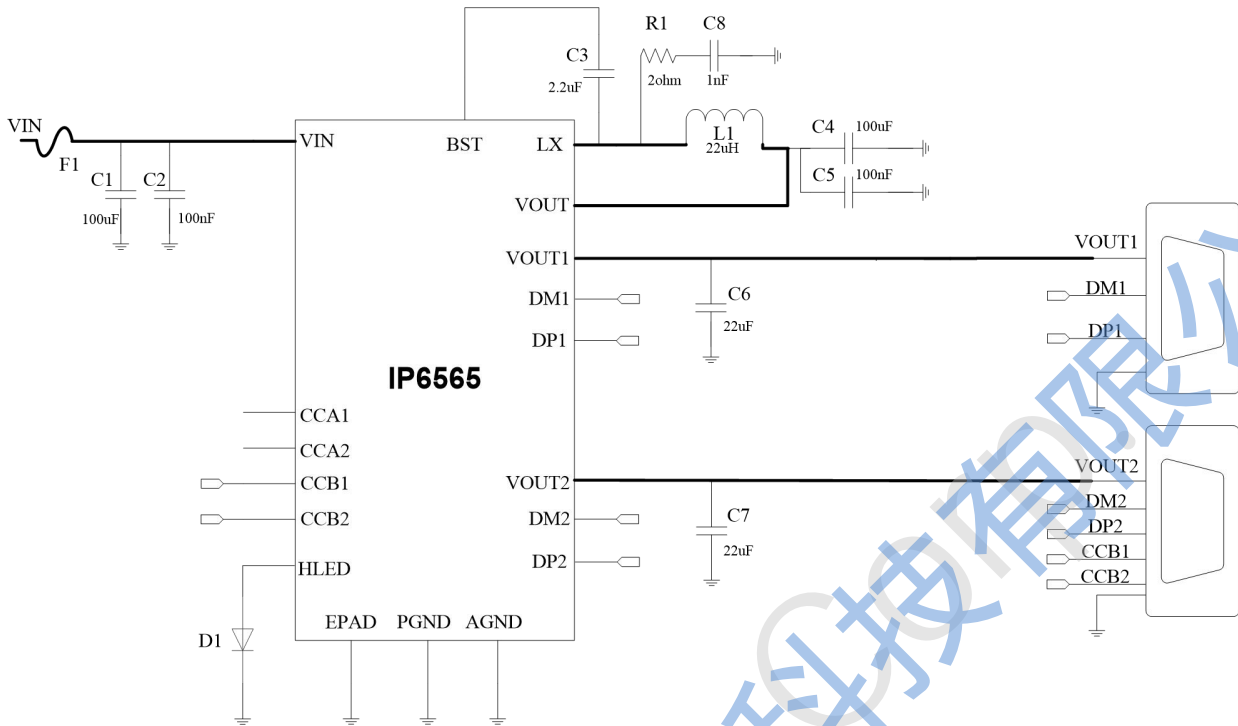 R1
C8
C3
2.2uF
2ohm
1nF
VIN
F1
VIN
BST
LX
L1
22uH
C4
100uF
C5
100nF
C1
100uF
C2
100nF
VOUT
VOUT1
DM1
DP1
C6
22uF
VOUT1
DM1
DP1
IP6565
CCA1
CCA2
CCB1
CCB2
HLED
D1
VOUT2
DM2
DP2
C7
22uF
VOUT2
DM2
DP2
CCB1
CCB2
EPAD
PGND
AGND
科技有限公
com